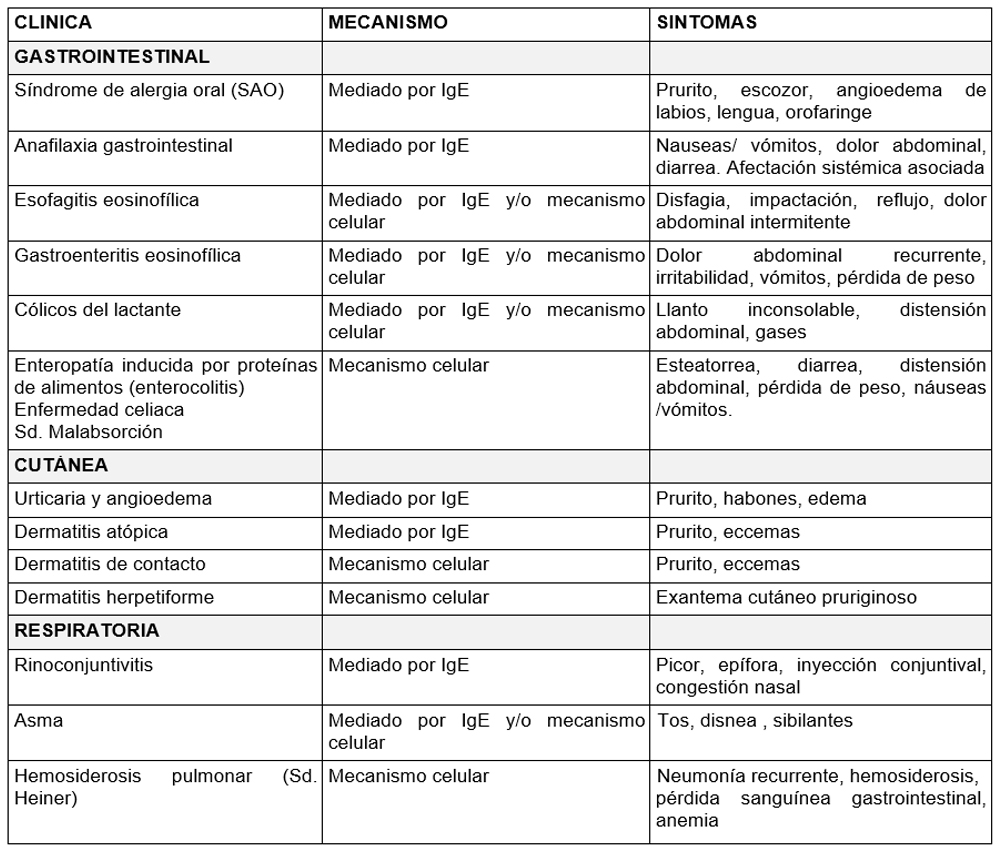 CLINICA MECANISMO SINTOMAS
GASTROINTESTINAL
Síndrome de alergia oral (SAO) Mediado por IgE Prurito, escozor, angioedema de
labios, lengua, orofaringe
Anafilaxia gastrointestinal Mediado por IgE Nauseas/ vómitos, dolor abdominal,
diarrea. Afectación sistémica asociada
Esofagitis eosinofílica Mediado por IgE y/o mecanismo Disfagia, impactación, reflujo, dolor
celular abdominal intermitente
Gastroenteritis eosinofílica Mediado por IgE y/o mecanismo Dolor abdominal recurrente,
celular irritabilidad, vómitos, pérdida de peso
Cólicos del lactante Mediado por IgE y/o mecanismo Llanto inconsolable, distensión
celular abdominal, gases
Enteropatía inducida por proteínas Mecanismo celular Esteatorrea, diarrea, distensión
de alimentos (enterocolitis) abdominal, pérdida de peso, náuseas
Enfermedad celiaca /vómitos.
Sd. Malabsorción
CUTÁNEA
Urticaria y angioedema Mediado por IgE Prurito, habones, edema
Dermatitis atópica Mediado por IgE Prurito, eccemas
Dermatitis de contacto Mecanismo celular Prurito, eccemas
Dermatitis herpetiforme Mecanismo celular Exantema cutáneo pruriginoso
RESPIRATORIA
Rinoconjuntivitis Mediado por IgE Picor, epífora, inyección conjuntival,
congestión nasal
Asma Mediado por IgE y/o mecanismo Tos, disnea , sibilantes
celular
Hemosiderosis pulmonar (Sd. Mecanismo celular Neumonía recurrente, hemosiderosis,
Heiner) pérdida sanguínea gastrointestinal,
anemia